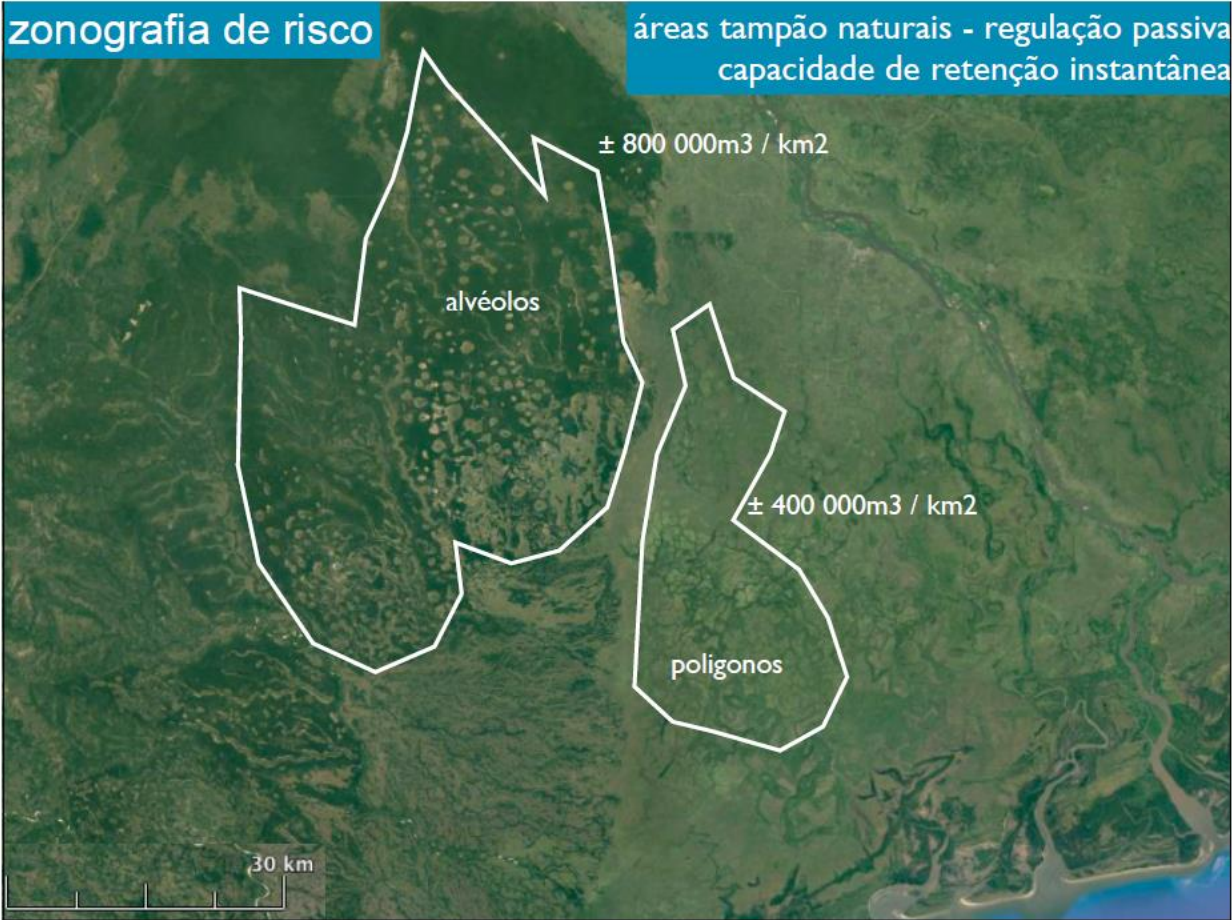 zonografia de risco
áreas tampão naturais - regulação passiva
capacidade de retenção instantânea
± 800 000m3 / km2
alvéolos
± 400 000m3 / km2
poligonos
30 km